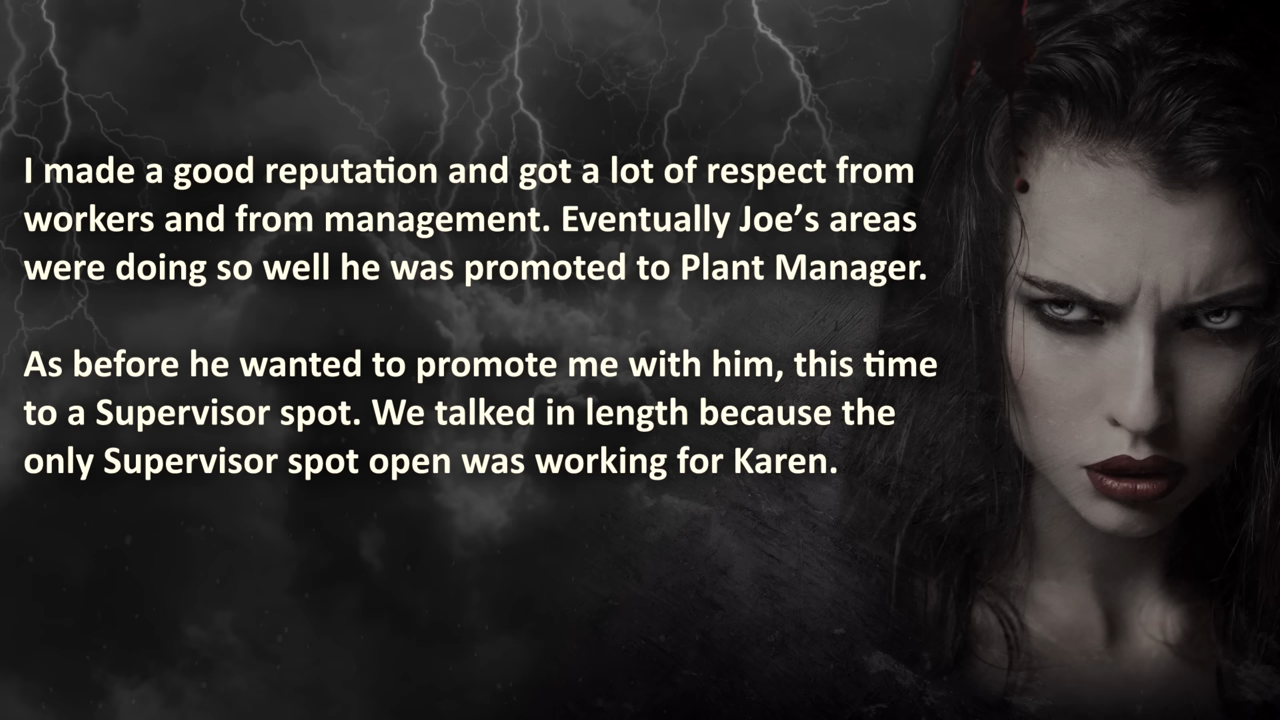 I made a good reputation and got a lot of respect from
workers and from management. Eventually Joe’s areas
were doing so well he was promoted to Plant Manager.
As before he wanted to promote me with him, this time
to a Supervisor spot. We talked in length because the
only Supervisor spot open was working for Karen.